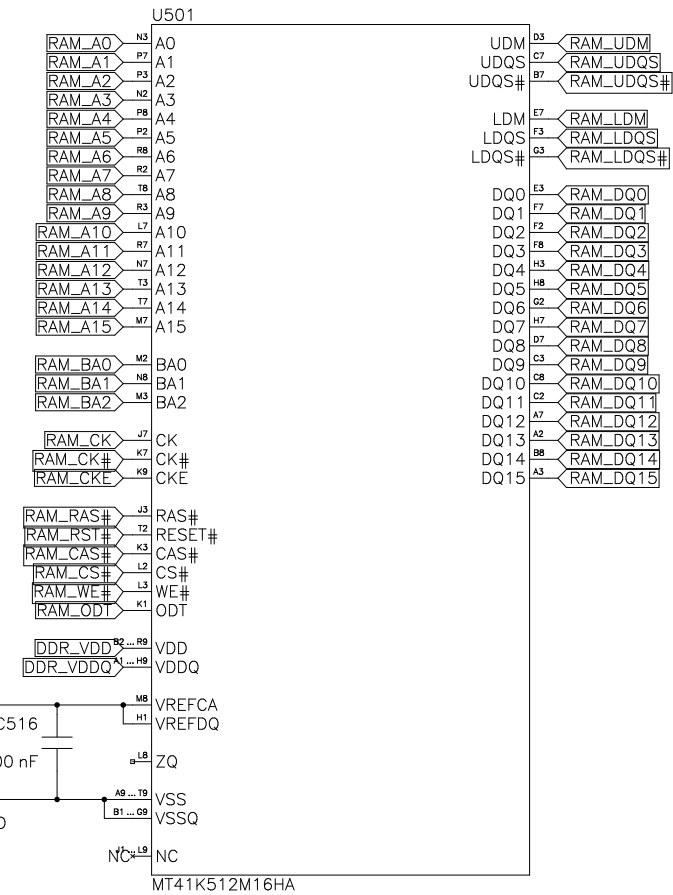 U501
RAM_A0 N3 A0 UDM D3 RAM_UDM
RAM_A1 P7 A1 UDQS C7 RAM_UDQS
RAM_A2 P3 A2 UDQS# B7 RAM_UDQS#
RAM_A3 N2 A3
RAM_A4 P8 A4 LDM E7 RAM_LDM
RAM_A5 P2 A5 LDQS F3 RAM_LDQS
RAM_A6 R8 A6 LDQS# G3 RAM_LDQS#
RAM_A7 R2 A7
RAM_A8 T8 A8 DQ0 E3 RAM_DQ0
RAM_A9 R3 A9 DQ1 F7 RAM_DQ1
RAM_A10 L7 A10 DQ2 F2 RAM_DQ2
RAM_A11 R7 A11 DQ3 F8 RAM_DQ3
RAM_A12 N7 A12 DQ4 H3 RAM_DQ4
RAM_A13 T3 A13 DQ5 H8 RAM_DQ5
RAM_A14 T7 A14 DQ6 G2 RAM_DQ6
RAM_A15 M7 A15 DQ7 H7 RAM_DQ7
DQ8 D7 RAM_DQ8
RAM_BA0 M2 BA0 DQ9 C3 RAM_DQ9
RAM_BA1 N8 BA1 DQ10 C8 RAM_DQ10
RAM_BA2 M3 BA2 DQ11 C2 RAM_DQ11
DQ12 A7 RAM_DQ12
RAM_CK J7 CK DQ13 A2 RAM_DQ13
RAM_CK# K7 CK# DQ14 B8 RAM_DQ14
RAM_CKE K9 CKE DQ15 A3 RAM_DQ15
RAM_RAS# J3 RAS#
RAM_RST# T2 RESET#
RAM_CAS# K3 CAS#
RAM_CS# L2 CS#
RAM_WE# L3 WE#
RAM_ODT K1 ODT
DDR_VDD B2 ... R9 VDD
DDR_VDDQ A1 ... H9 VDDQ
M8 VREFCA
C516 H1 VREFDQ
00 nF L8 ZQ
A9 ... T9 VSS
B1 ... G9 VSSQ
NC J1 ... L9 NC
MT41K512M16HA